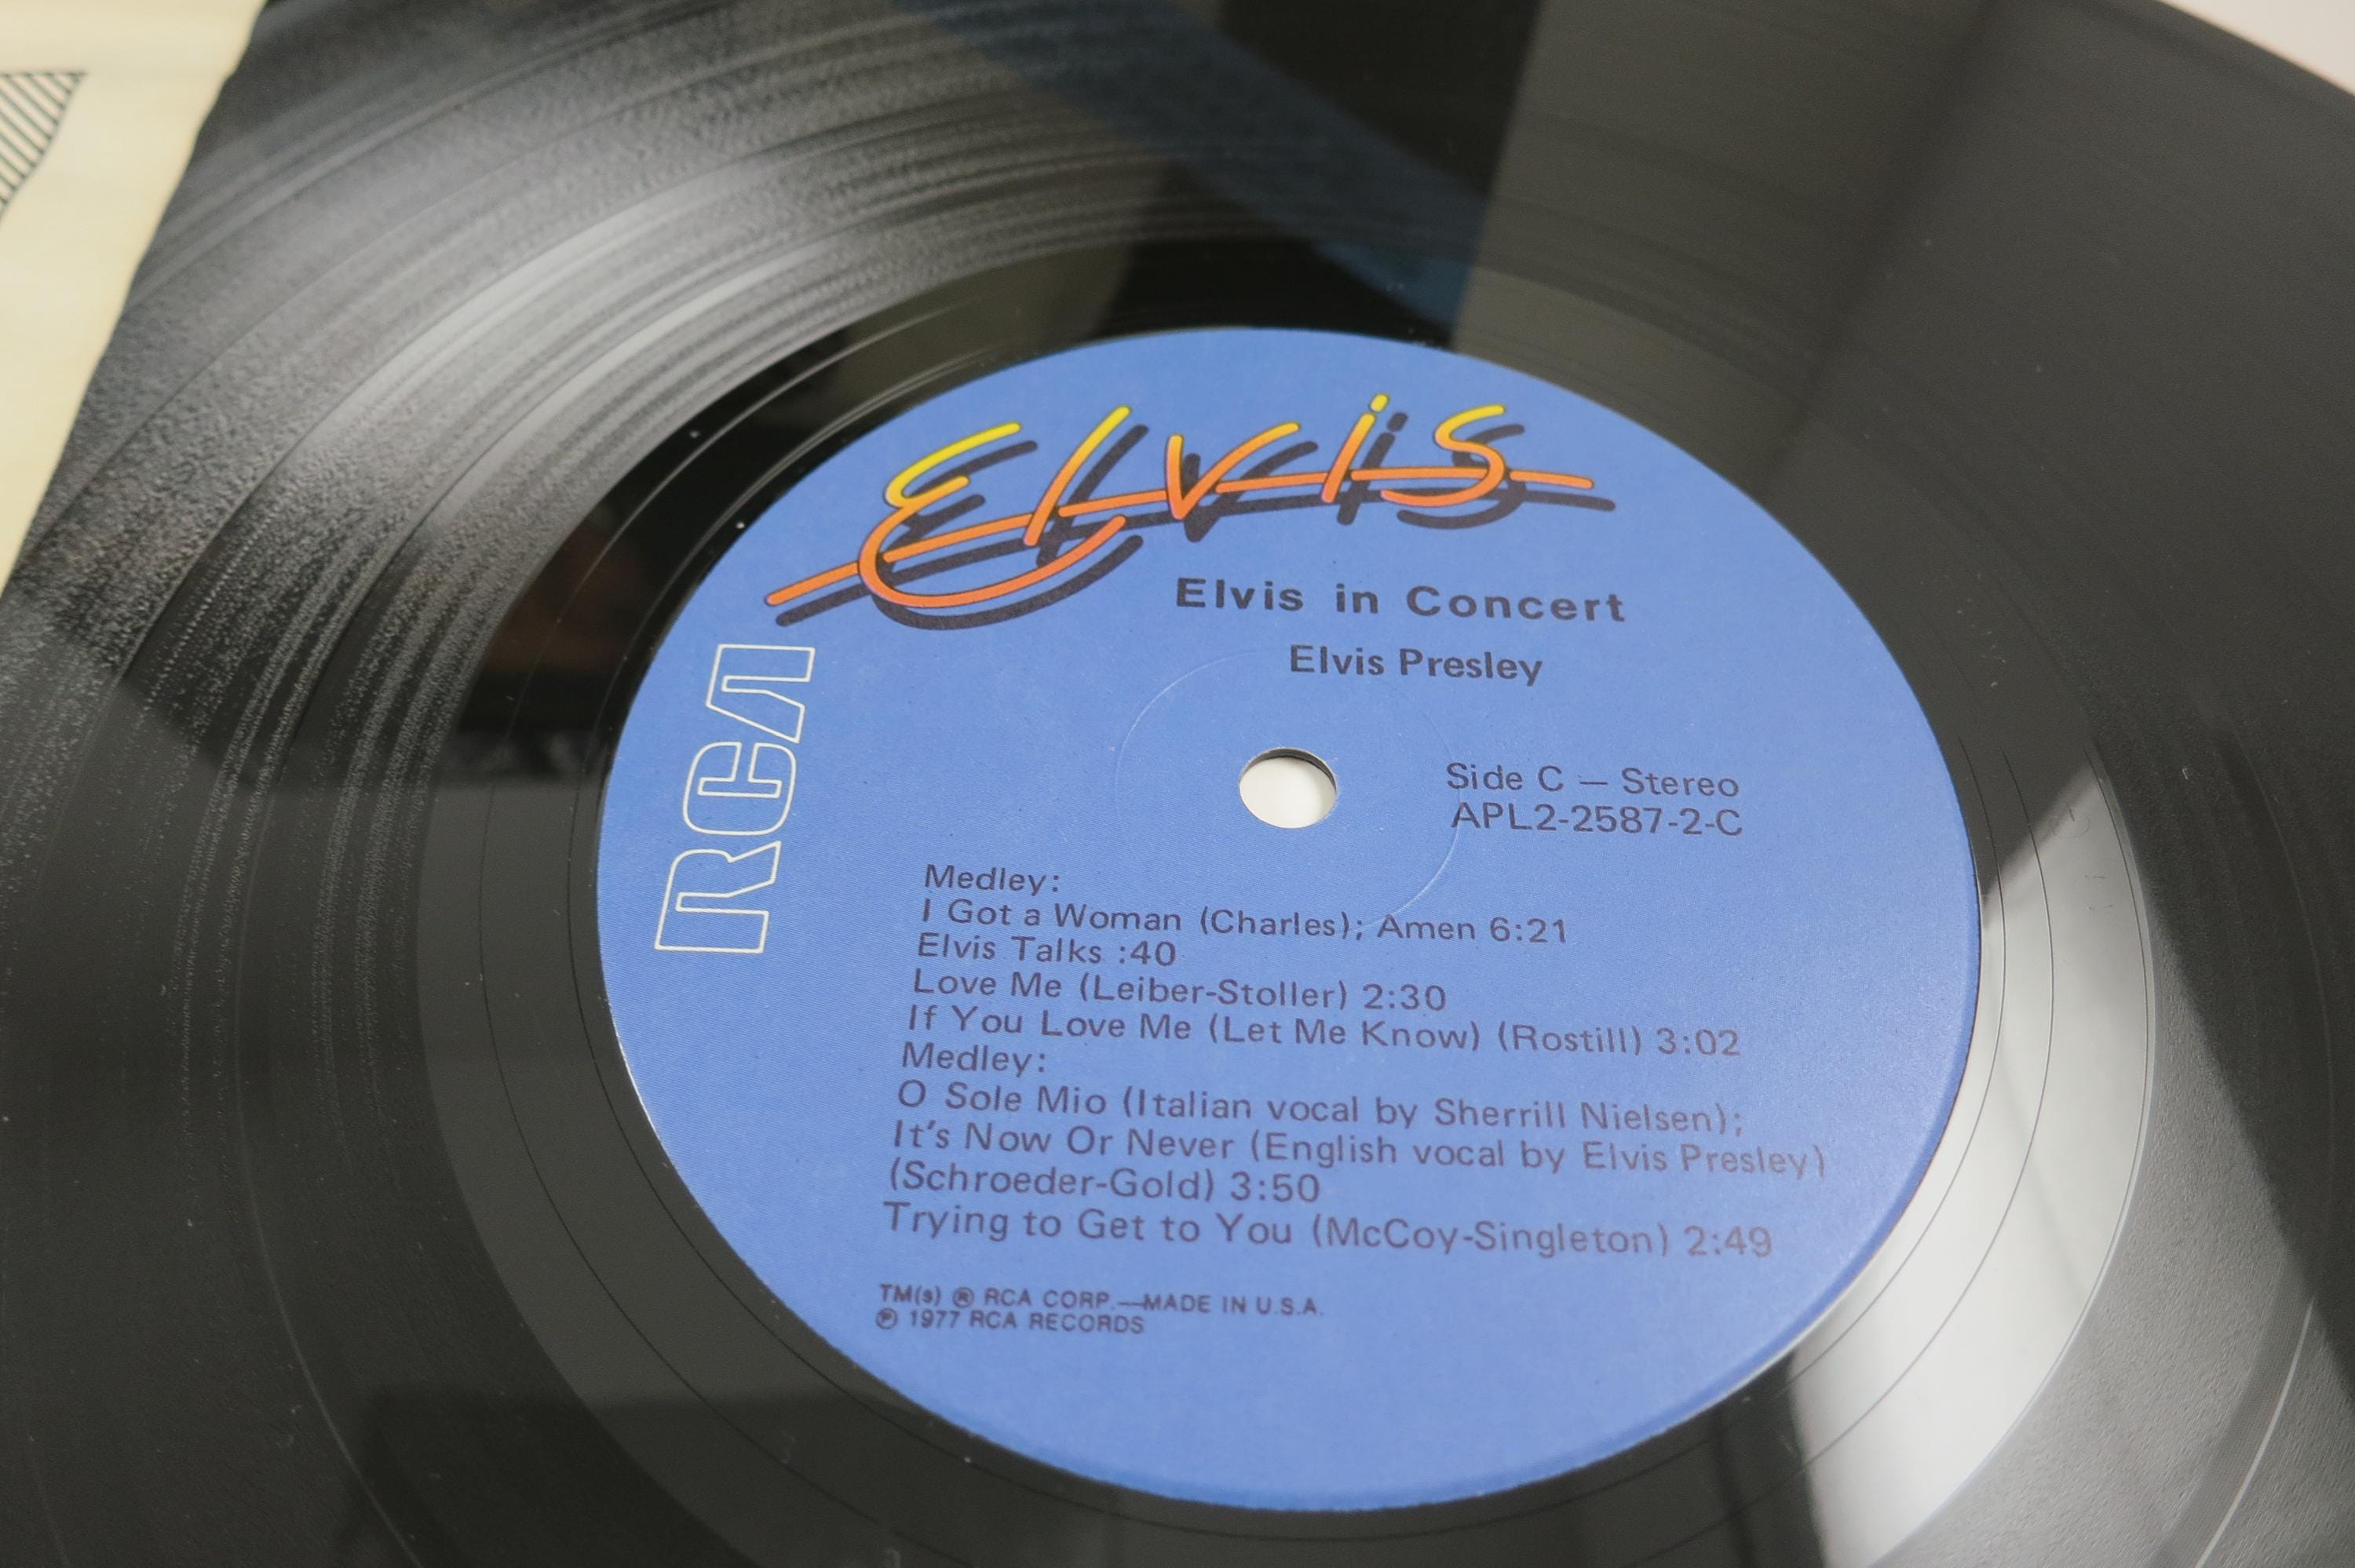 Elvis
Elvis in Concert
Elvis Presley
RCA
Side C — Stereo
APL2-2587-2-C
Medley:
I Got a Woman (Charles); Amen 6:21
Elvis Talks :40
Love Me (Leiber-Stoller) 2:30
If You Love Me (Let Me Know) (Rostill) 3:02
Medley:
O Sole Mio (Italian vocal by Sherrill Nielsen);
It's Now Or Never (English vocal by Elvis Presley)
(Schroeder-Gold) 3:50
Trying to Get to You (McCoy-Singleton) 2:49
TM(s) ® RCA CORP.—MADE IN U.S.A.
℗ 1977 RCA RECORDS